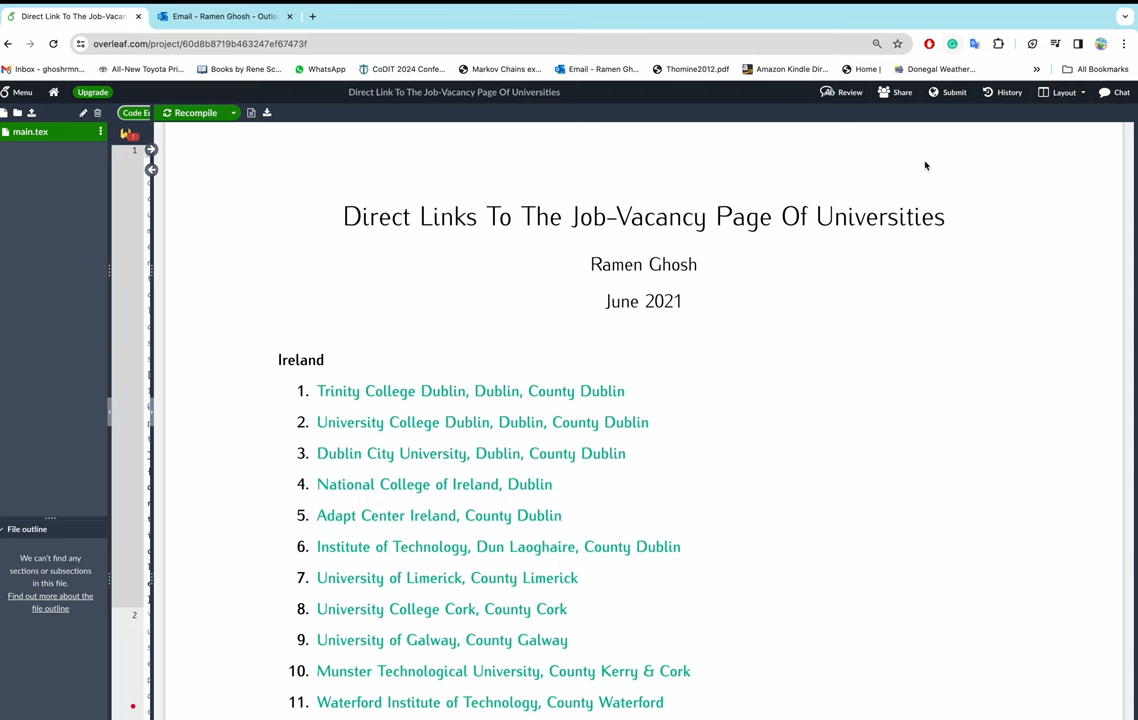 Direct Link To The Job-Vacan
Email - Ramen Ghosh - Outlo
overleaf.com/project/60d8b8719b463247ef67473f
Inbox - ghoshrmn... All-New Toyota Pri... Books by Rene Sc... WhatsApp CoDIT 2024 Confe... Markov Chains ex... Email - Ramen Gh... Thomine2012.pdf Amazon Kindle Dir... Home | Donegal Weather... » All Bookmarks
Menu Upgrade Direct Link To The Job-Vacancy Page Of Universities Review Share Submit History Layout Chat
Code Ed Recompile
main.tex
1
Direct Links To The Job-Vacancy Page Of Universities
Ramen Ghosh
June 2021
Ireland
1. Trinity College Dublin, Dublin, County Dublin
2. University College Dublin, Dublin, County Dublin
3. Dublin City University, Dublin, County Dublin
4. National College of Ireland, Dublin
5. Adapt Center Ireland, County Dublin
6. Institute of Technology, Dun Laoghaire, County Dublin
7. University of Limerick, County Limerick
8. University College Cork, County Cork
9. University of Galway, County Galway
10. Munster Technological University, County Kerry & Cork
11. Waterford Institute of Technology, County Waterford
File outline
We can't find any
sections or subsections
in this file.
Find out more about the
file outline
2